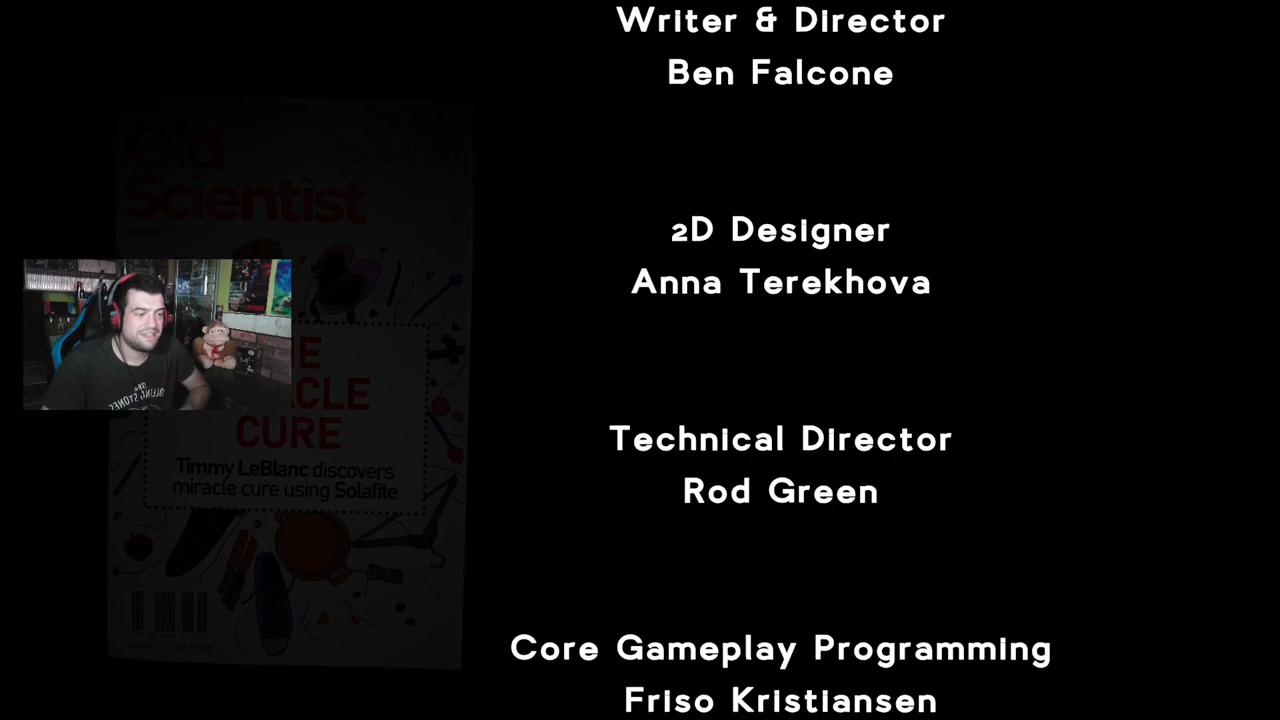 Writer & Director
Ben Falcone
Old
Scientist
2D Designer
Anna Terekhova
CURE
Timmy LeBlanc discovers
miracle cure using Solafite
Technical Director
Rod Green
Core Gameplay Programming
Friso Kristiansen